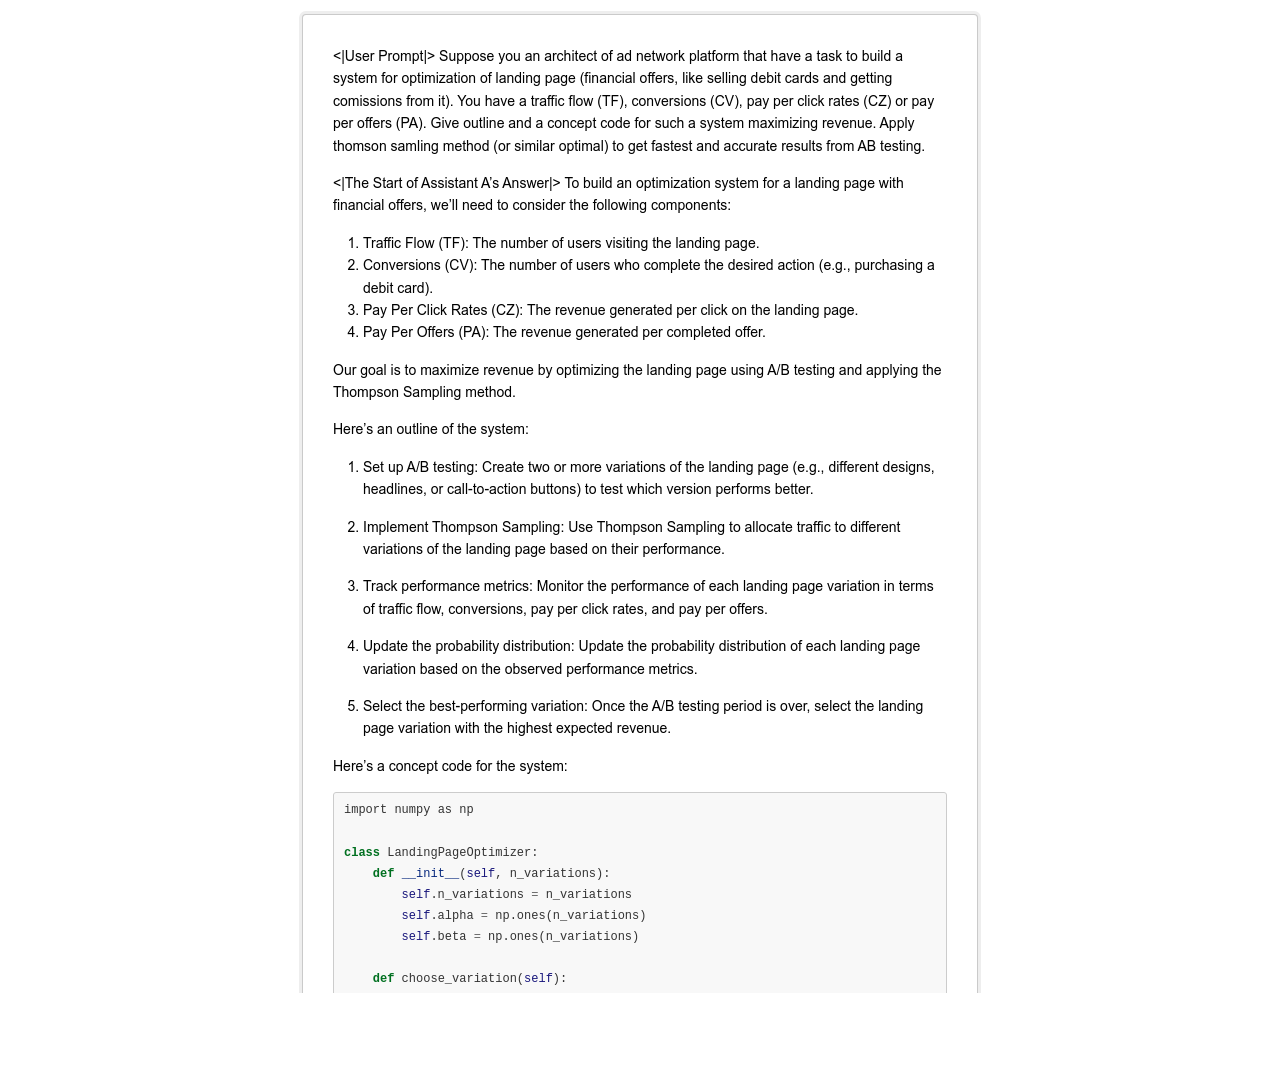 <|User Prompt|> Suppose you an architect of ad network platform that have a task to build a
system for optimization of landing page (financial offers, like selling debit cards and getting
comissions from it). You have a traffic flow (TF), conversions (CV), pay per click rates (CZ) or pay
per offers (PA). Give outline and a concept code for such a system maximizing revenue. Apply
thomson samling method (or similar optimal) to get fastest and accurate results from AB testing.
<|The Start of Assistant A’s Answer|> To build an optimization system for a landing page with
financial offers, we’ll need to consider the following components:
1. Traffic Flow (TF): The number of users visiting the landing page.
2. Conversions (CV): The number of users who complete the desired action (e.g., purchasing a
debit card).
3. Pay Per Click Rates (CZ): The revenue generated per click on the landing page.
4. Pay Per Offers (PA): The revenue generated per completed offer.
Our goal is to maximize revenue by optimizing the landing page using A/B testing and applying the
Thompson Sampling method.
Here’s an outline of the system:
1. Set up A/B testing: Create two or more variations of the landing page (e.g., different designs,
headlines, or call-to-action buttons) to test which version performs better.
2. Implement Thompson Sampling: Use Thompson Sampling to allocate traffic to different
variations of the landing page based on their performance.
3. Track performance metrics: Monitor the performance of each landing page variation in terms
of traffic flow, conversions, pay per click rates, and pay per offers.
4. Update the probability distribution: Update the probability distribution of each landing page
variation based on the observed performance metrics.
5. Select the best-performing variation: Once the A/B testing period is over, select the landing
page variation with the highest expected revenue.
Here’s a concept code for the system:
import numpy as np
class LandingPageOptimizer:
    def __init__(self, n_variations):
        self.n_variations = n_variations
        self.alpha = np.ones(n_variations)
        self.beta = np.ones(n_variations)
    def choose_variation(self):